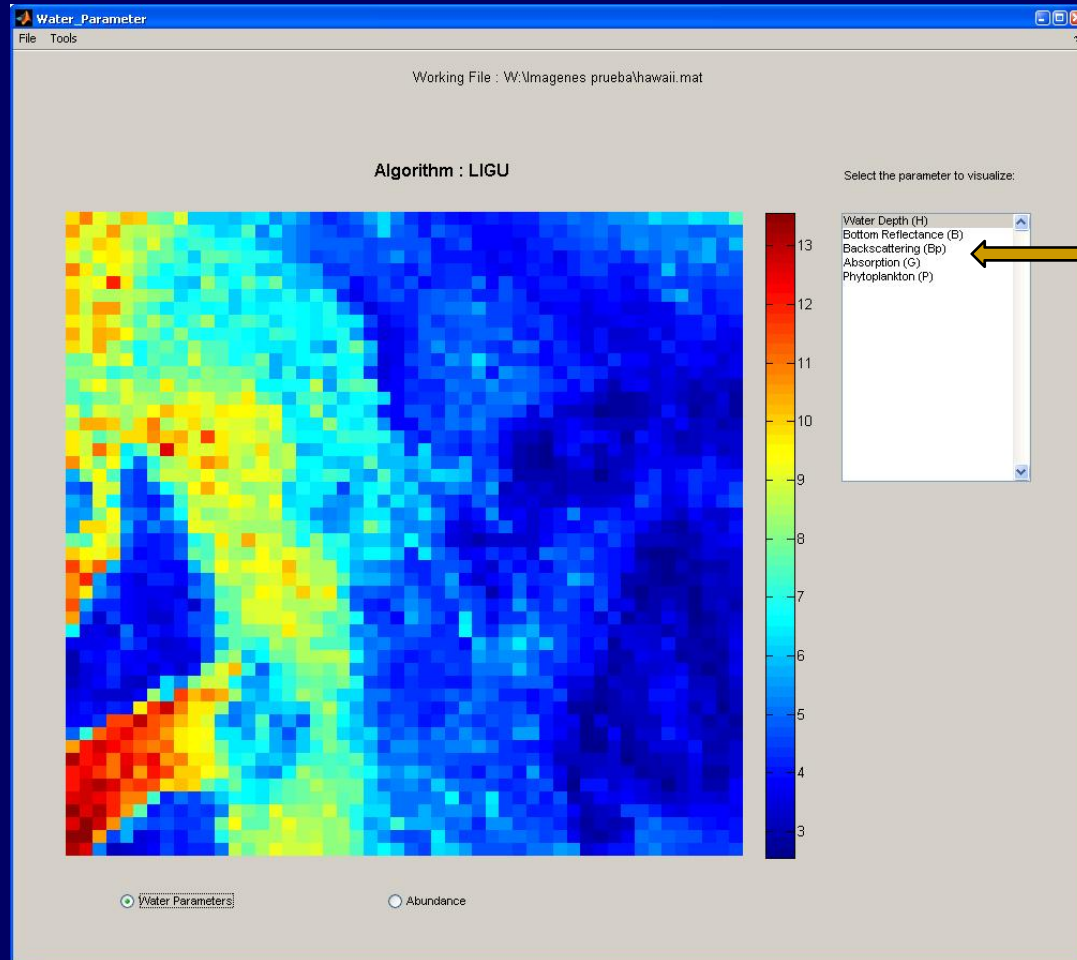 Water_Parameter
File Tools
Working File : W:\Imagenes prueba\hawaii.mat
Algorithm : LIGU
Select the parameter to visualize:
Water Depth (H)
Bottom Reflectance (B)
Backscattering (Bp)
Absorption (G)
Phytoplankton (P)
13
12
11
10
9
8
7
6
5
4
3
Water Parameters
Abundance